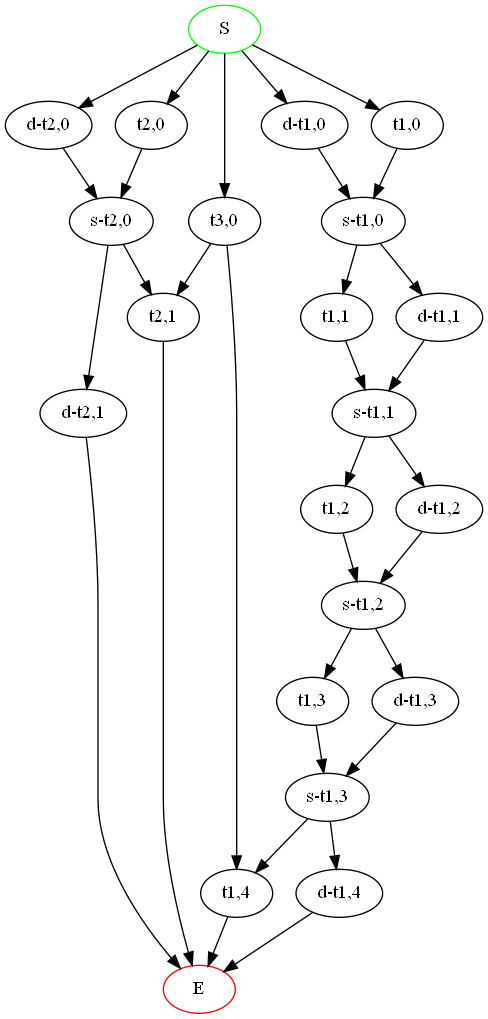 S
d-t2,0
t2,0
d-t1,0
t1,0
s-t2,0
t3,0
s-t1,0
t2,1
t1,1
d-t1,1
d-t2,1
s-t1,1
t1,2
d-t1,2
s-t1,2
t1,3
d-t1,3
s-t1,3
t1,4
d-t1,4
E